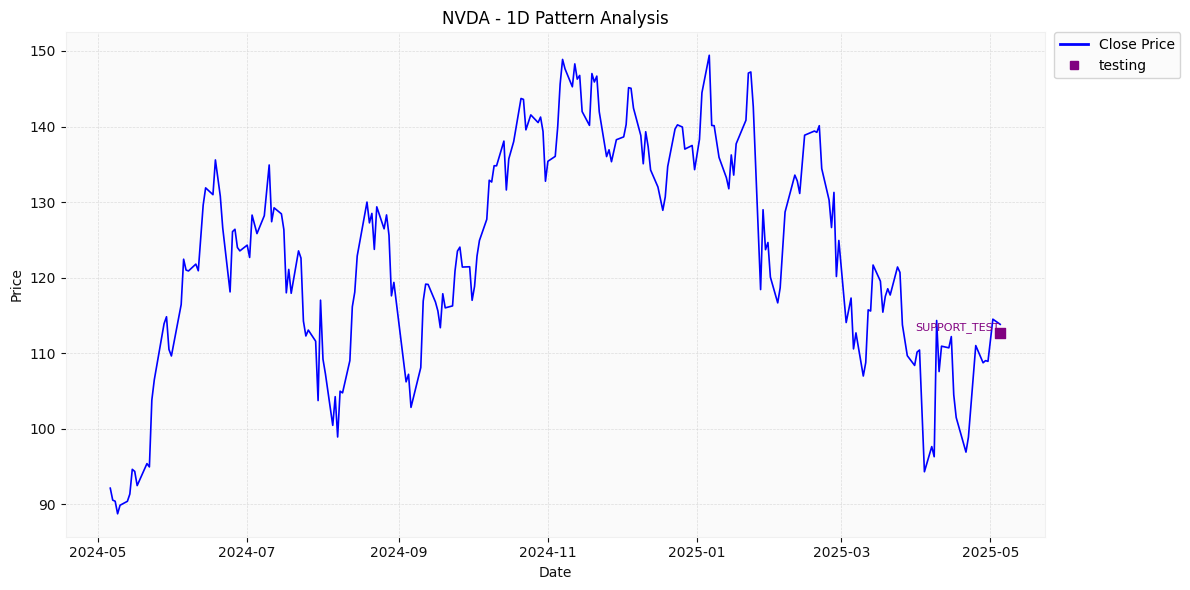 NVDA - 1D Pattern Analysis
Close Price
testing
150
140
130
120
110
100
90
Price
SUPPORT_TEST
2024-05
2024-07
2024-09
2024-11
2025-01
2025-03
2025-05
Date